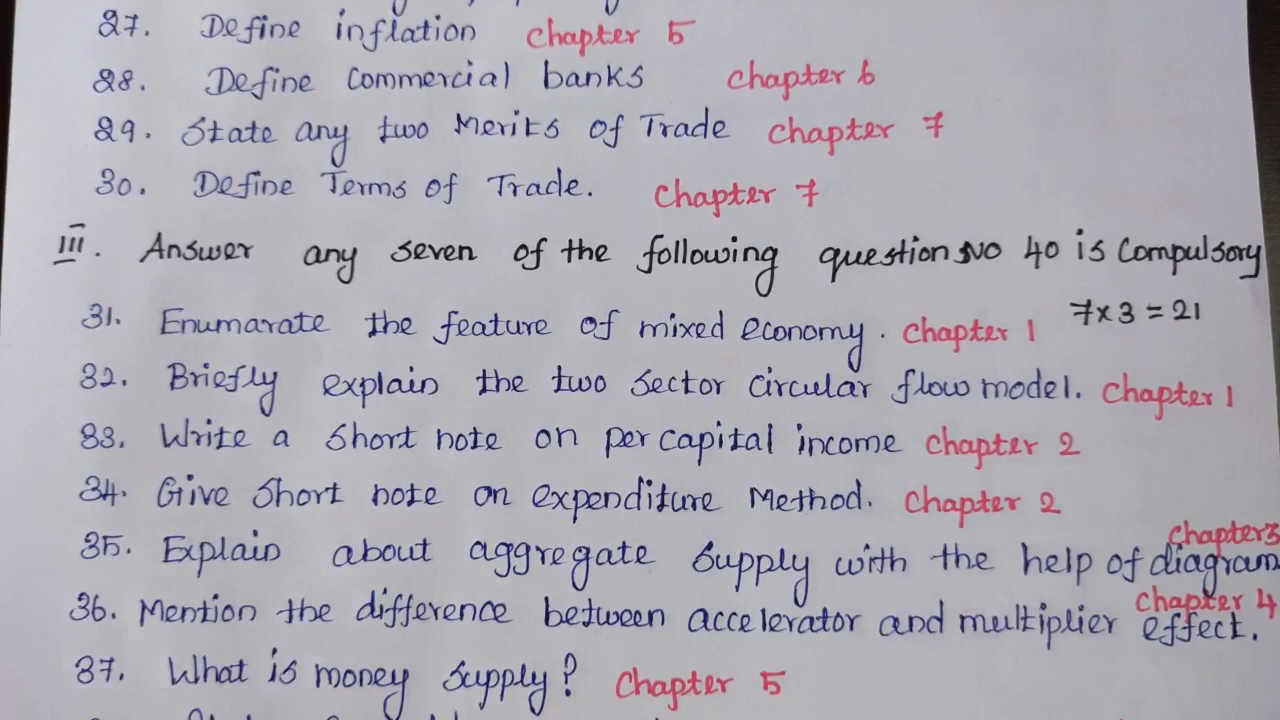 27. Define inflation chapter 5
28. Define Commercial banks chapter 6
29. State any two Merits of Trade chapter 7
30. Define Terms of Trade. chapter 7
III. Answer any seven of the following question No 40 is Compulsory
7x3=21
31. Enumarate the feature of mixed economy. chapter 1
32. Briefly explain the two sector circular flow model. chapter 1
33. Write a short note on per capital income chapter 2
34. Give short note on expenditure Method. chapter 2
35. Explain about aggregate supply with the help of diagram chapter 3
36. Mention the difference between accelerator and multiplier effect. chapter 4
37. What is money supply? chapter 5